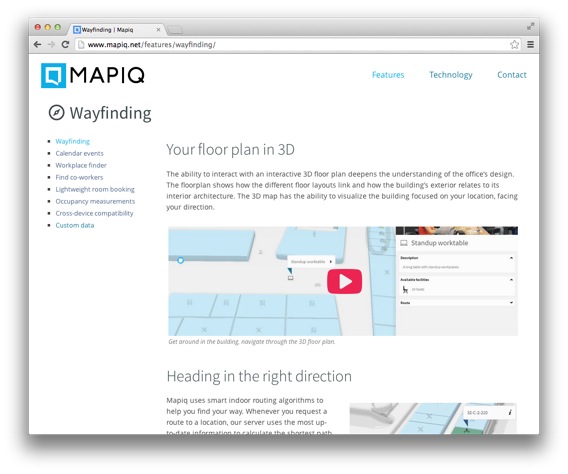 Wayfinding | Mapiq
www.mapiq.net/features/wayfinding/
MAPIQ
Features Technology Contact
Wayfinding
Wayfinding
Calendar events
Workplace finder
Find co-workers
Lightweight room booking
Occupancy measurements
Cross-device compatibility
Custom data
Your floor plan in 3D
The ability to interact with an interactive 3D floor plan deepens the understanding of the office's design.
The floorplan shows how the different floor layouts link and how the building's exterior relates to its
interior architecture. The 3D map has the ability to visualize the building focused on your location, facing
your direction.
Standup worktable
Standup worktable
Description
A long table with standup workplaces
Available facilities
Route
Get around in the building, navigate through the 3D floor plan.
Heading in the right direction
Mapiq uses smart indoor routing algorithms to
help you find your way. Whenever you request a
route to a location, our server uses the most up-
to-date information to calculate the shortest path